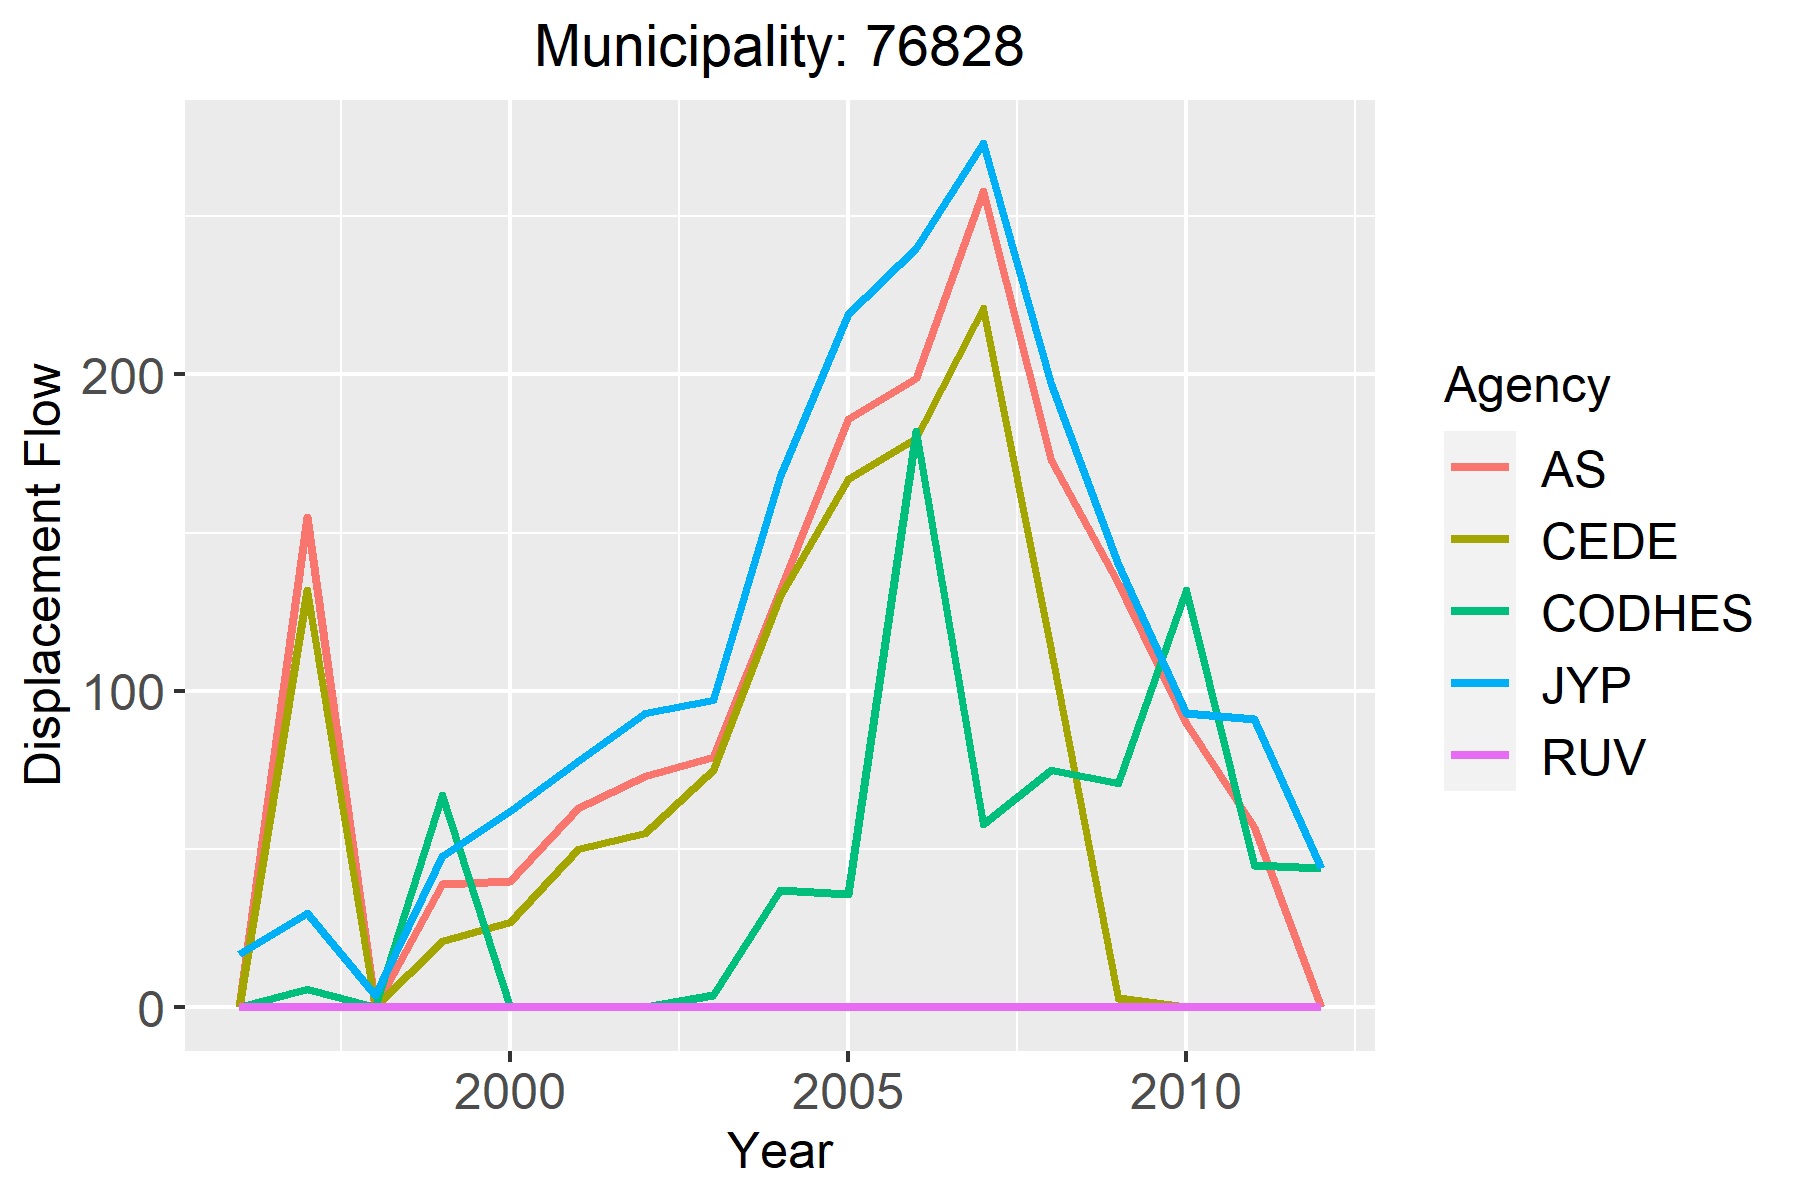 Municipality: 76828
Displacement Flow
200
100
0
2000 2005 2010
Year
Agency
AS
CEDE
CODHES
JYP
RUV